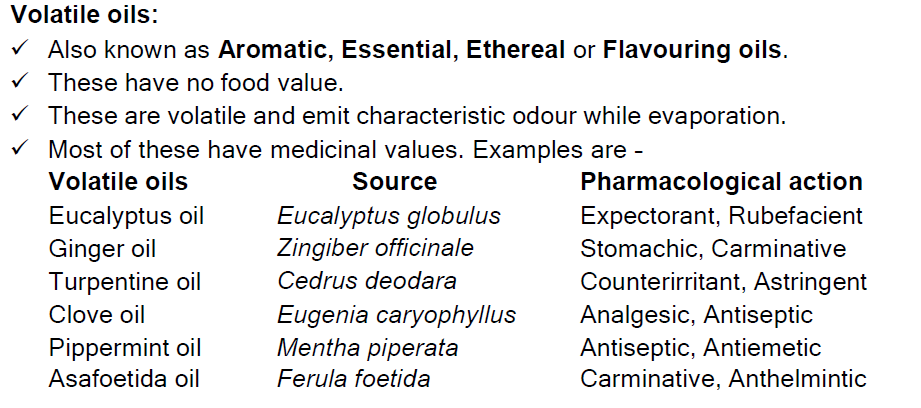 Volatile oils:
✓ Also known as Aromatic, Essential, Ethereal or Flavouring oils.
✓ These have no food value.
✓ These are volatile and emit characteristic odour while evaporation.
✓ Most of these have medicinal values. Examples are -
Volatile oils Source Pharmacological action
Eucalyptus oil Eucalyptus globulus Expectorant, Rubefacient
Ginger oil Zingiber officinale Stomachic, Carminative
Turpentine oil Cedrus deodara Counterirritant, Astringent
Clove oil Eugenia caryophyllus Analgesic, Antiseptic
Pippermint oil Mentha piperata Antiseptic, Antiemetic
Asafoetida oil Ferula foetida Carminative, Anthelmintic